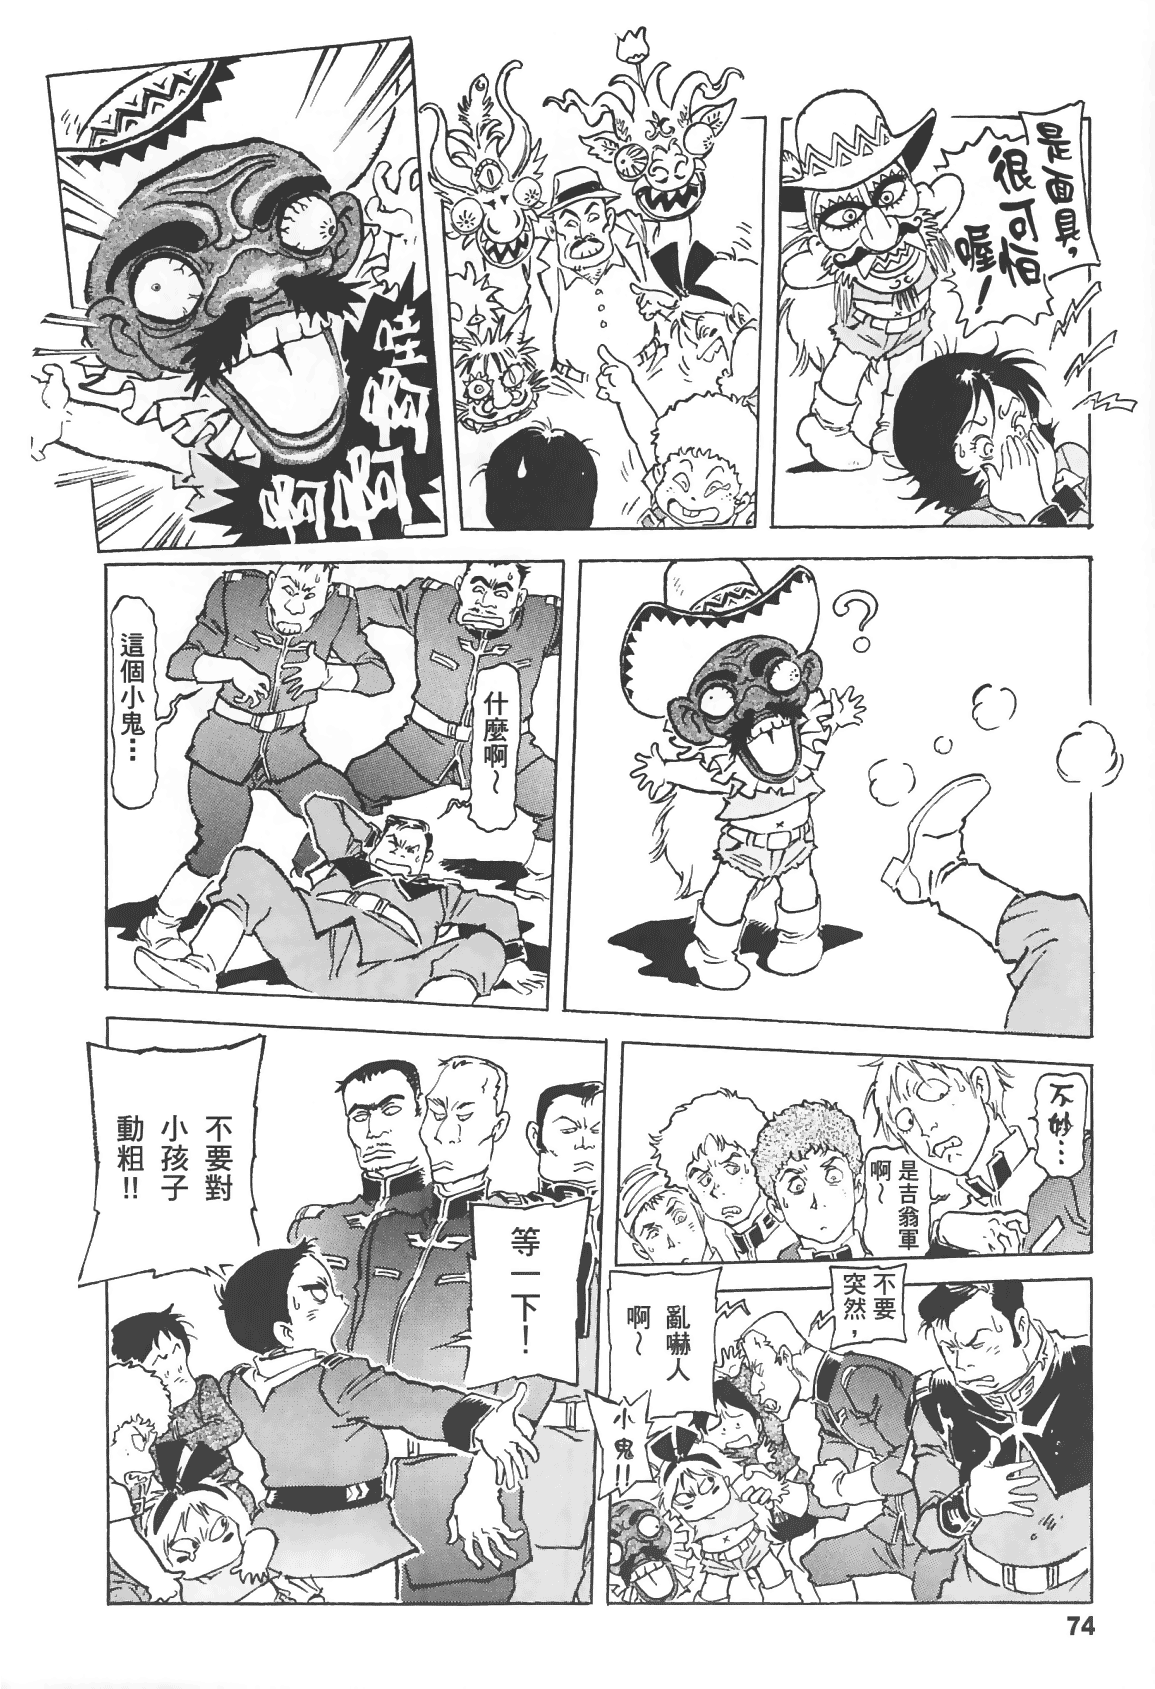 是面具，
很可怕
喔！
哇啊
啊啊
什麼啊～
這個小鬼…
不妙…
是吉翁軍
啊～
不要
突然，
亂嚇人
啊～
小鬼！！
等一下！
不要對
小孩子
動粗！！
74